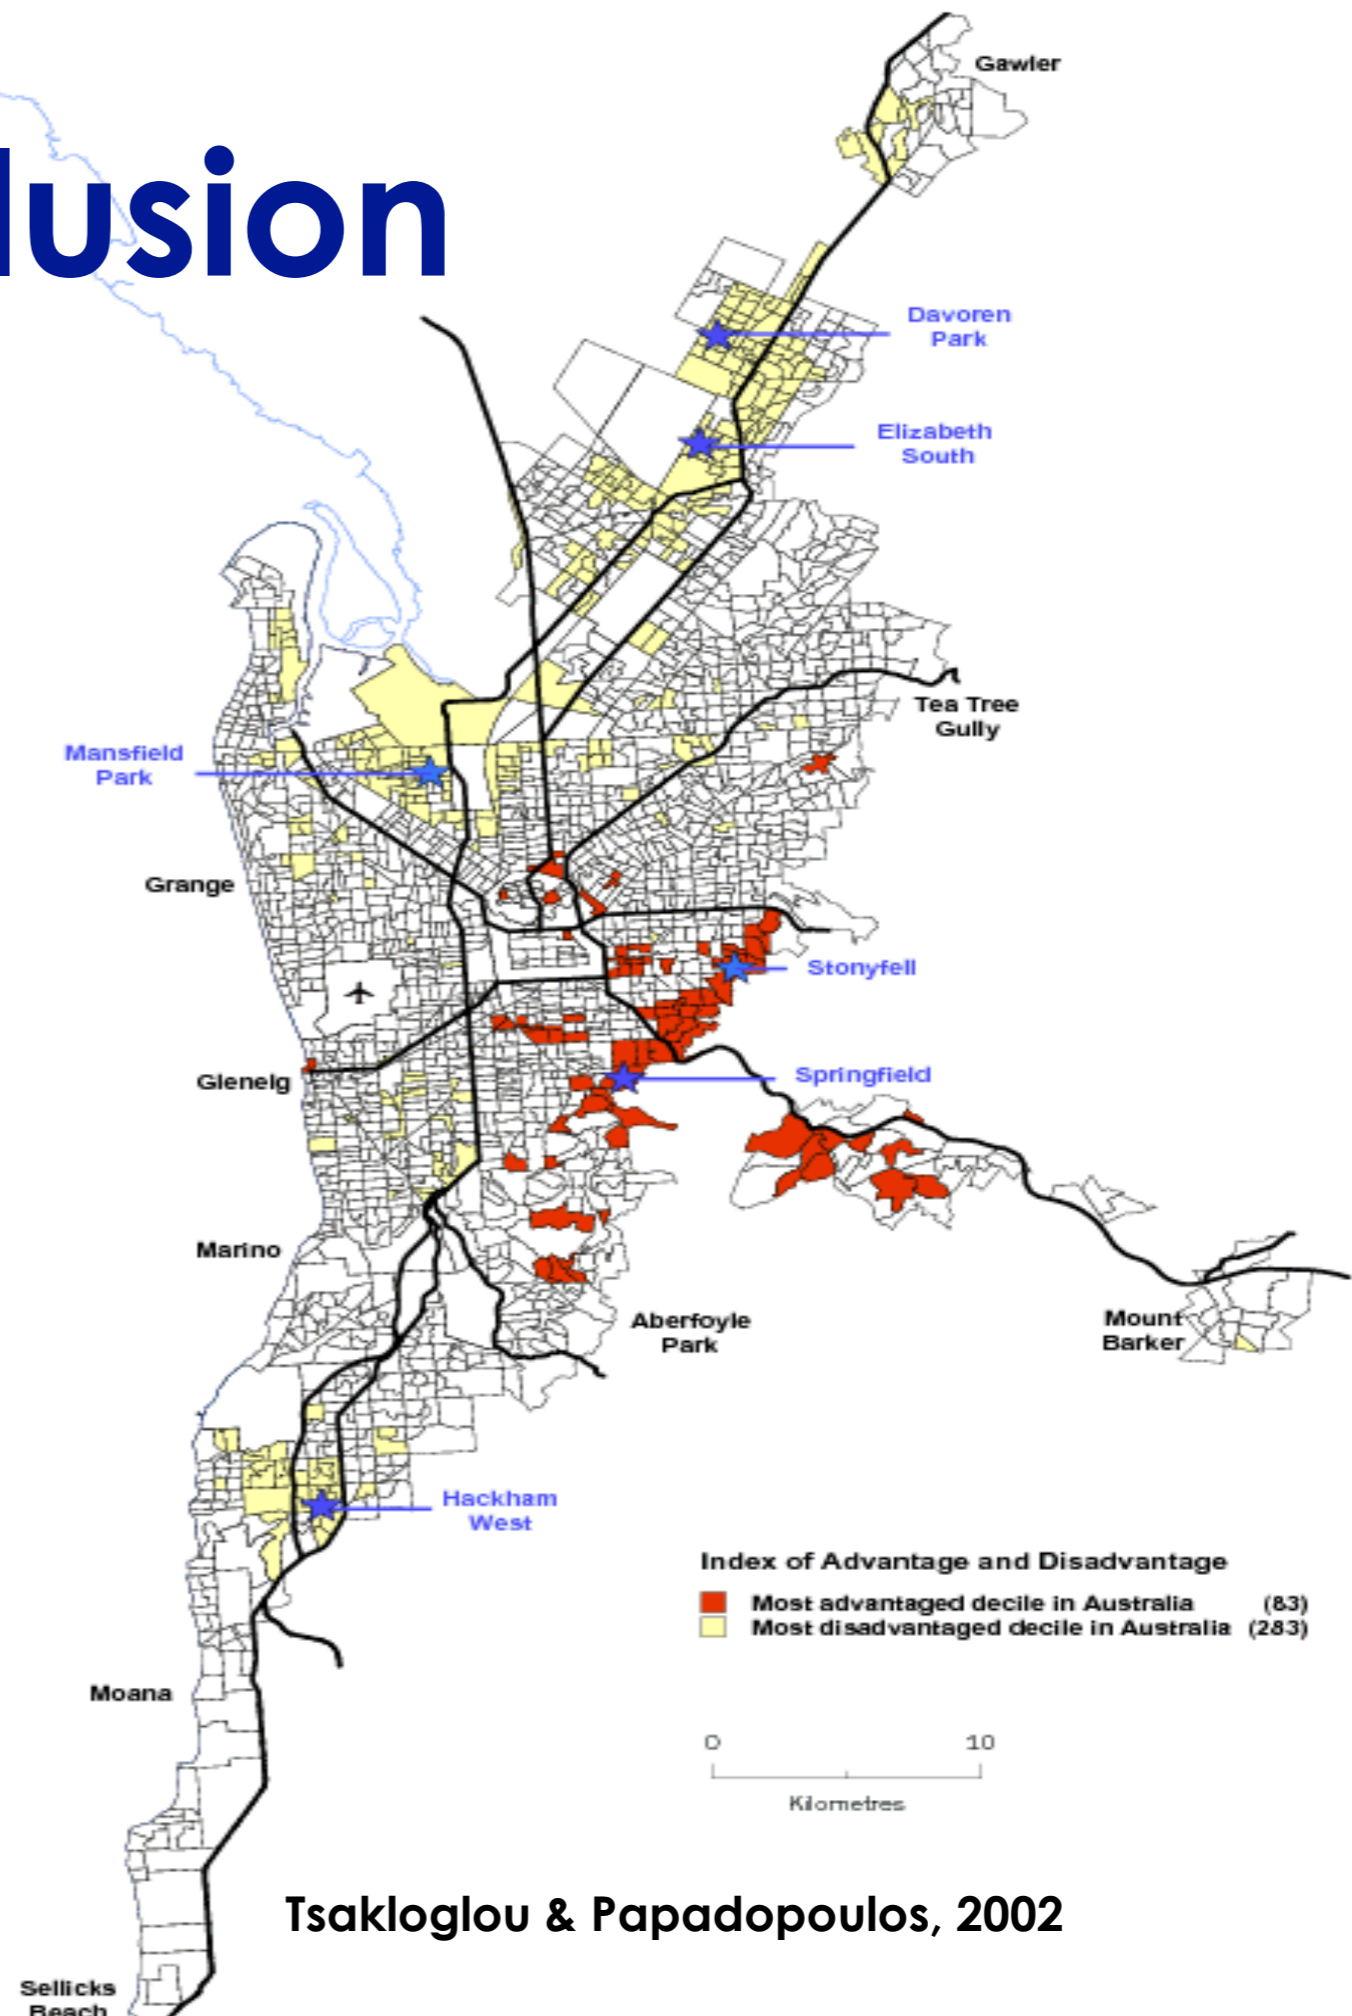 lusion
Gawler
Davoren
Park
Elizabeth
South
Tea Tree
Gully
Mansfield
Park
Grange
Stonyfell
Glenelg
Springfield
Marino
Aberfoyle
Park
Mount
Barker
Hackham
West
Index of Advantage and Disadvantage
Most advantaged decile in Australia (83)
Most disadvantaged decile in Australia (283)
Moana
0 10
Kilometres
Tsakloglou & Papadopoulos, 2002
Sellicks
Beach